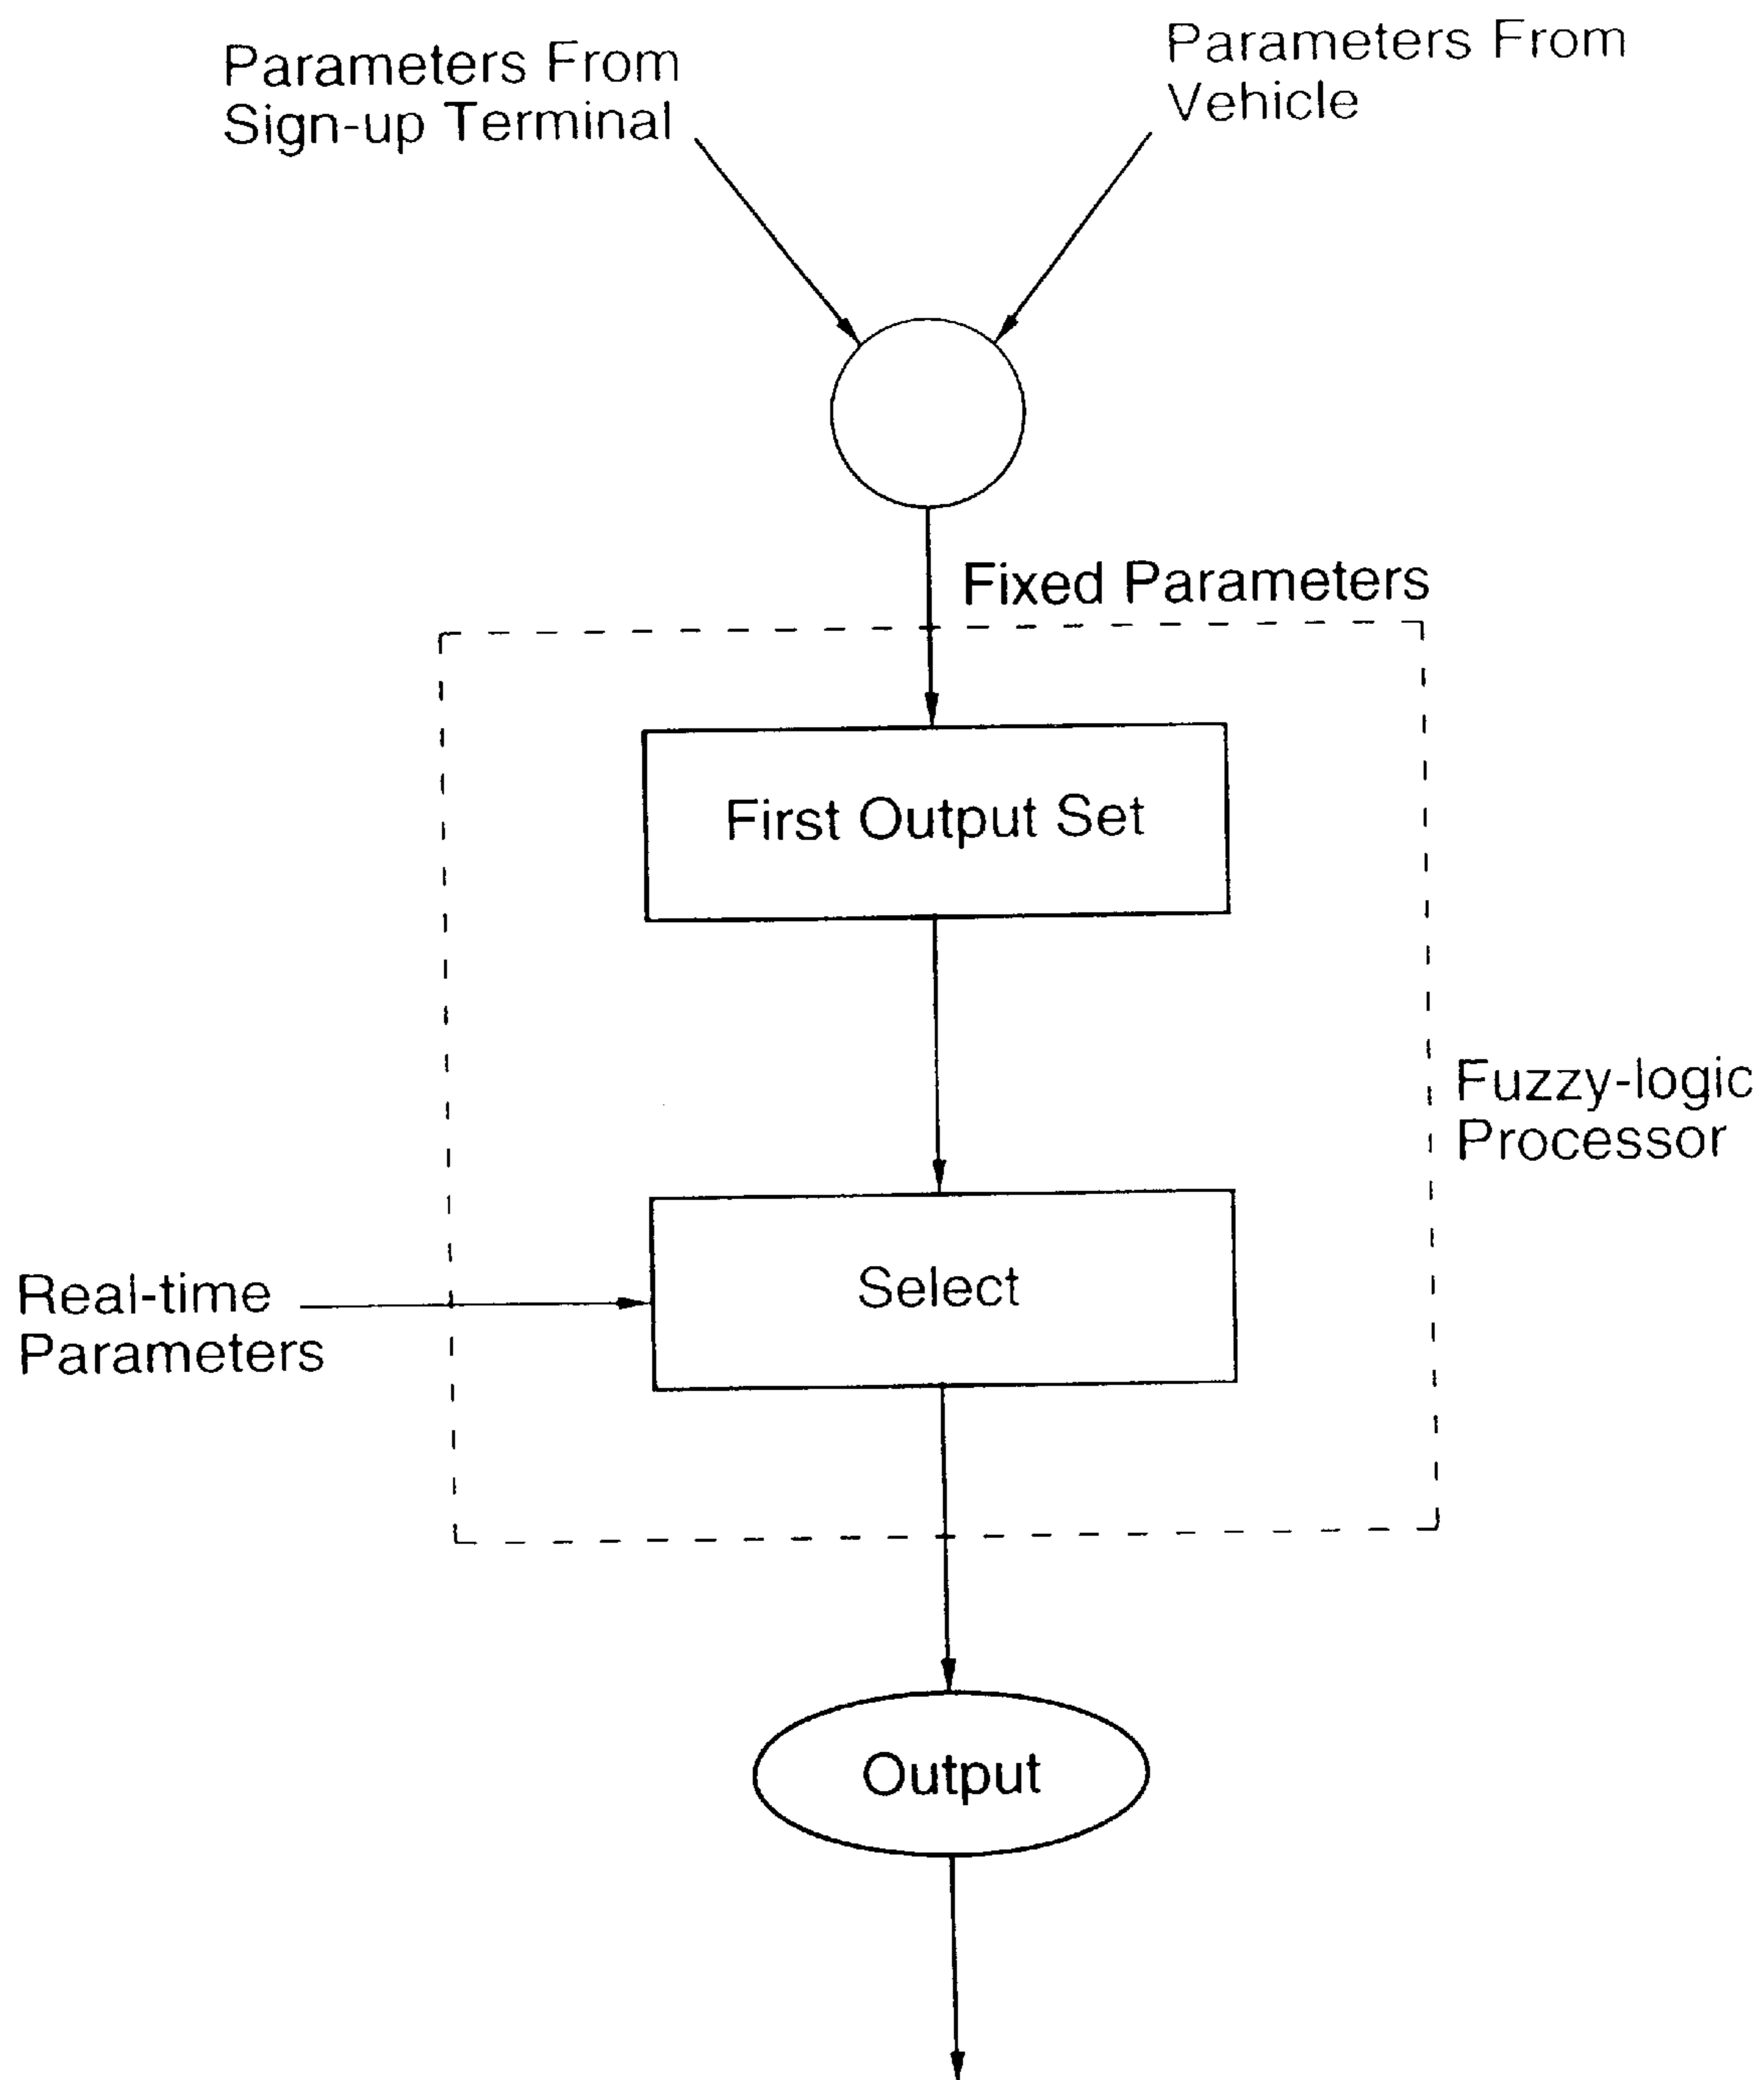 Parameters From
Sign-up Terminal
Parameters From
Vehicle
Fixed Parameters
First Output Set
Fuzzy-logic
Processor
Select
Real-time
Parameters
Output